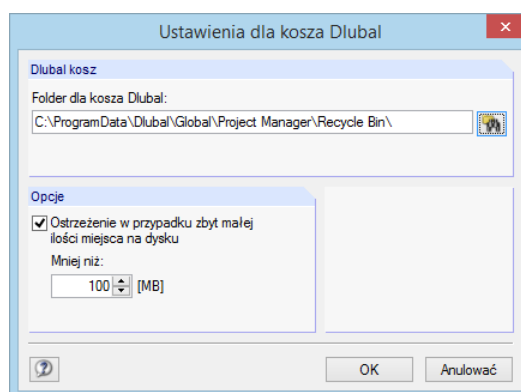 Ustawienia dla kosza Dlubal
Dlubal kosz
Folder dla kosza Dlubal:
C:\ProgramData\Dlubal\Global\Project Manager\Recycle Bin\
Opcje
Ostrzeżenie w przypadku zbyt małej
ilości miejsca na dysku
Mniej niż:
100 [MB]
OK Anulować